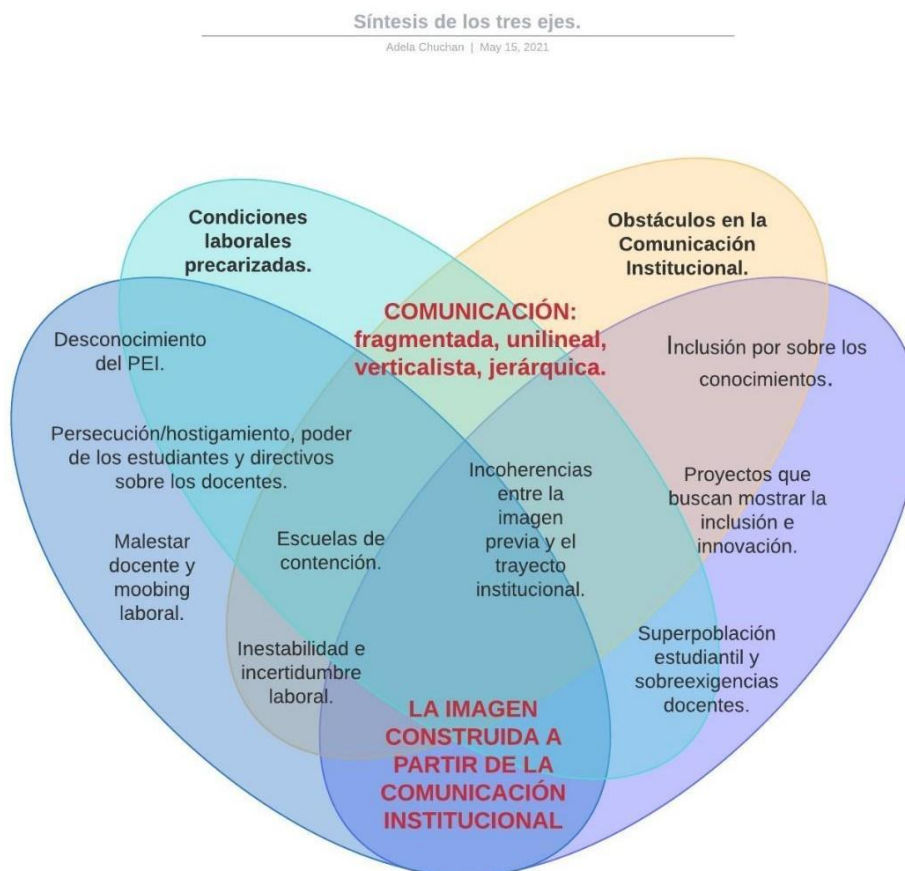 Síntesis de los tres ejes.
Adela Chuchan | May 15, 2021
Condiciones
laborales
precarizadas.
Obstáculos en la
Comunicación
Institucional.
COMUNICACIÓN:
fragmentada, unilineal,
verticalista, jerárquica.
Desconocimiento
del PEI.
Inclusión por sobre los
conocimientos.
Persecución/hostigamiento, poder
de los estudiantes y directivos
sobre los docentes.
Incoherencias
entre la
imagen
previa y el
trayecto
institucional.
Proyectos que
buscan mostrar la
inclusión e
innovación.
Malestar
docente y
moobing
laboral.
Escuelas de
contención.
Inestabilidad e
incertidumbre
laboral.
Superpoblación
estudiantil y
sobreexigencias
docentes.
LA IMAGEN
CONSTRUIDA A
PARTIR DE LA
COMUNICACIÓN
INSTITUCIONAL